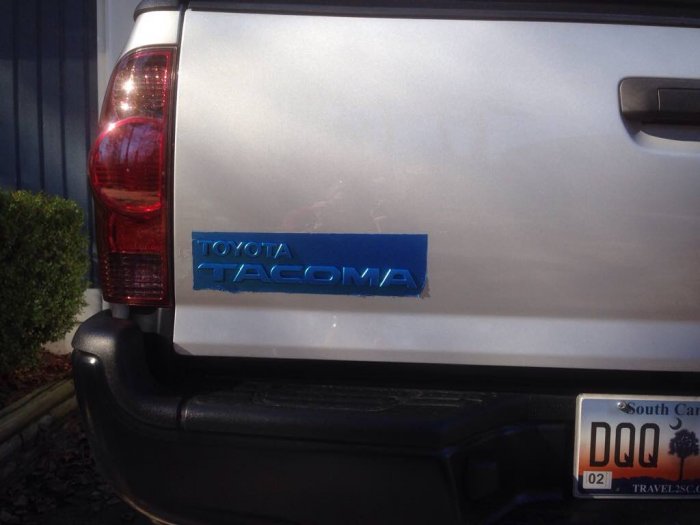 TOYOTA
TACOMA
South Car
DQQ
02
TRAVEL2SC.C